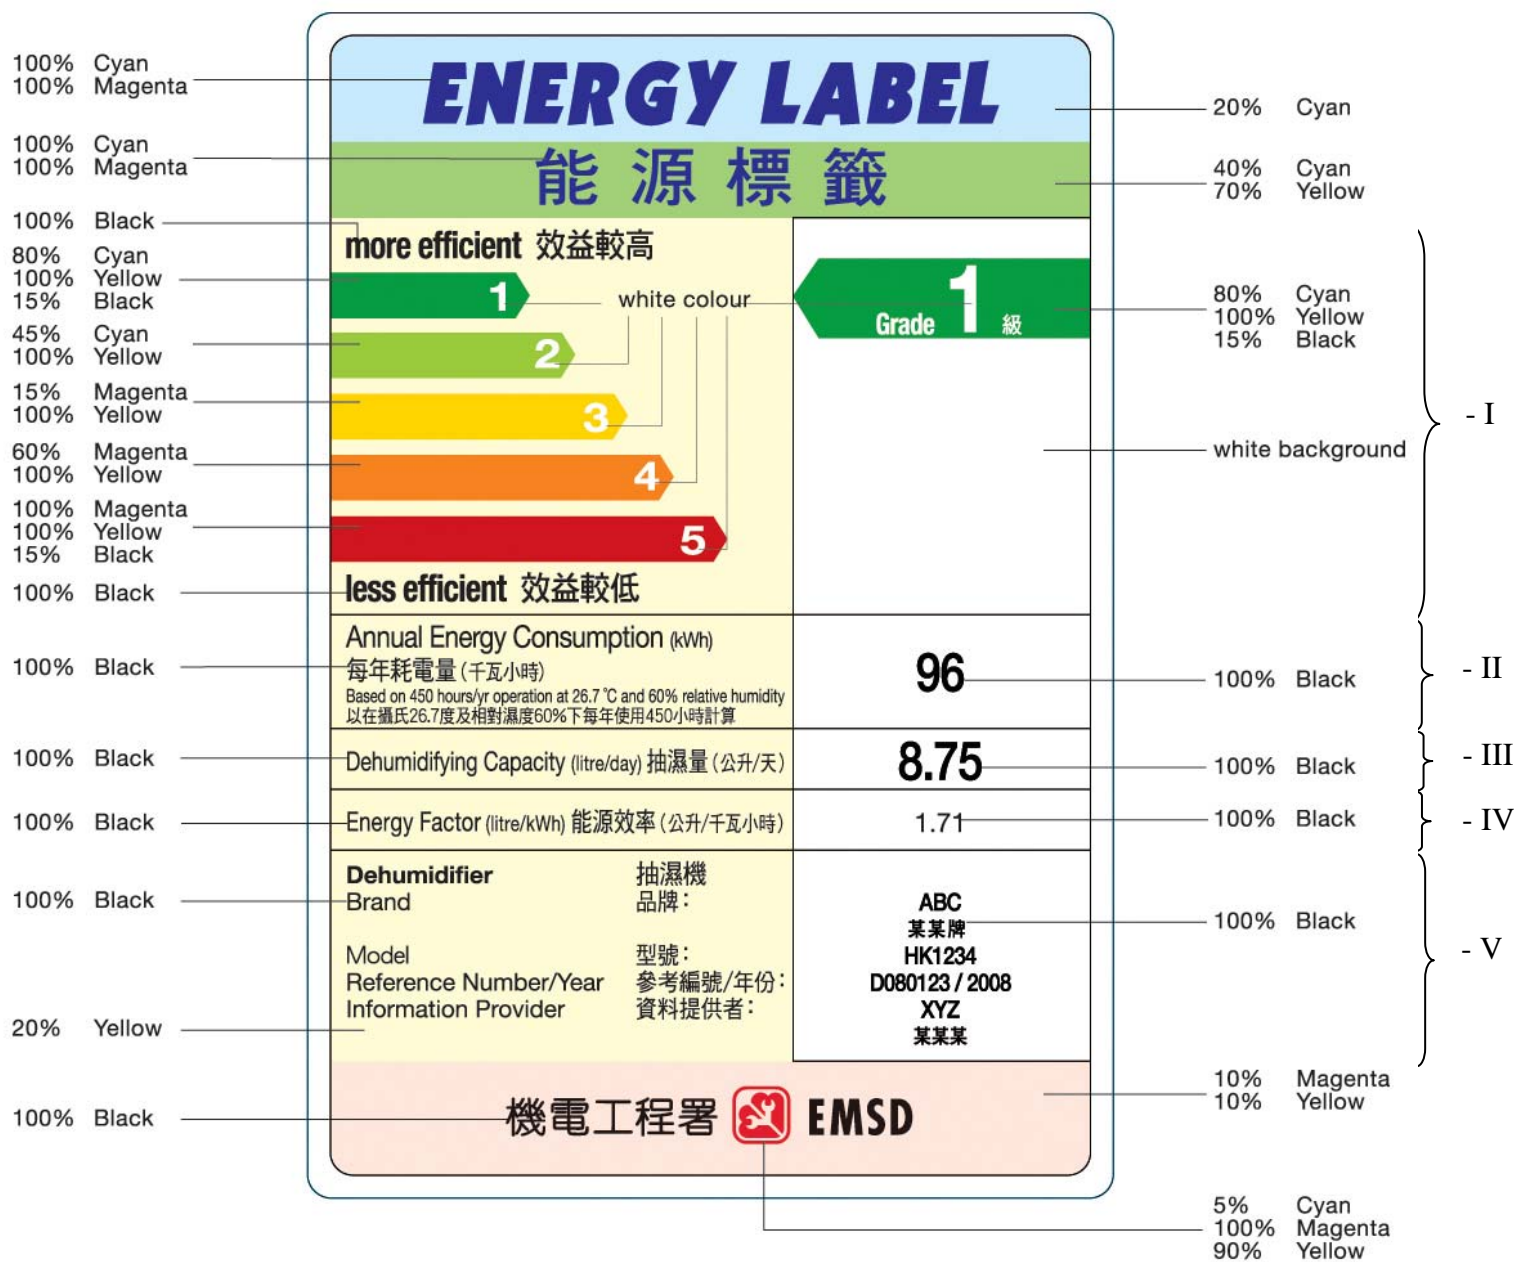 100% Cyan
100% Magenta
ENERGY LABEL
20% Cyan
100% Cyan
100% Magenta
能源標籤
40% Cyan
70% Yellow
100% Black
more efficient 效益較高
80% Cyan
100% Yellow
15% Black
1
white colour
1
Grade 級
80% Cyan
100% Yellow
15% Black
45% Cyan
100% Yellow
2
15% Magenta
100% Yellow
3
- I
60% Magenta
100% Yellow
4
white background
100% Magenta
100% Yellow
15% Black
5
100% Black
less efficient 效益較低
Annual Energy Consumption (kWh)
每年耗電量(千瓦小時)
Based on 450 hours/yr operation at 26.7 °C and 60% relative humidity
以在攝氏26.7度及相對濕度60%下每年使用450小時計算
100% Black
96
100% Black
- II
100% Black
Dehumidifying Capacity (litre/day) 抽濕量(公升/天)
8.75
100% Black
- III
100% Black
Energy Factor (litre/kWh) 能源效率(公升/千瓦小時)
1.71
100% Black
- IV
Dehumidifier 抽濕機
100% Black
Brand 品牌:
ABC
某某牌
100% Black
Model 型號:
HK1234
- V
Reference Number/Year 參考編號/年份:
D080123 / 2008
Information Provider 資料提供者:
XYZ
某某某
20% Yellow
10% Magenta
10% Yellow
100% Black
機電工程署 EMSD
5% Cyan
100% Magenta
90% Yellow